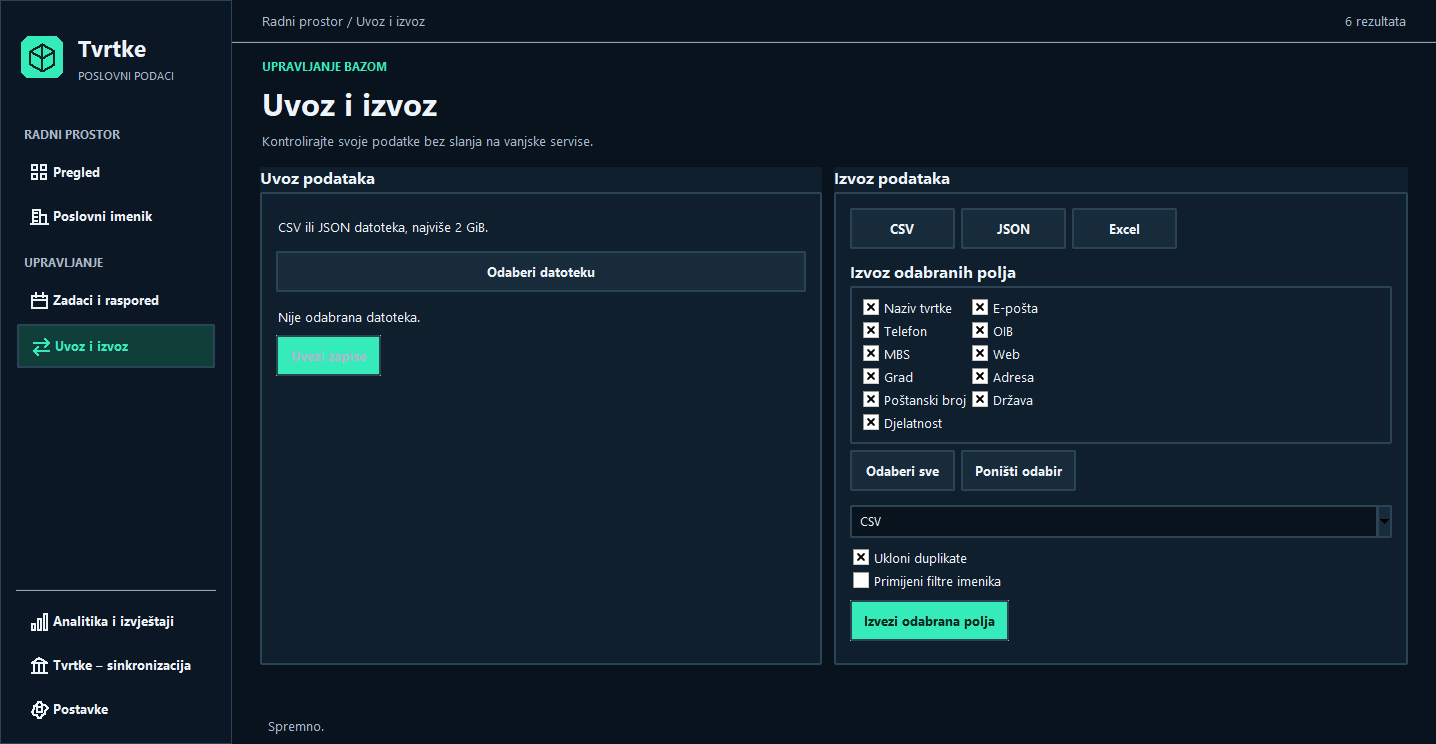 Tvrtke
POSLOVNI PODACI
RADNI PROSTOR
Pregled
Poslovni imenik
UPRAVLJANJE
Zadaci i raspored
Uvoz i izvoz
Analitika i izvještaji
Tvrtke – sinkronizacija
Postavke
Radni prostor / Uvoz i izvoz
6 rezultata
UPRAVLJANJE BAZOM
Uvoz i izvoz
Kontrolirajte svoje podatke bez slanja na vanjske servise.
Uvoz podataka
CSV ili JSON datoteka, najviše 2 GiB.
Odaberi datoteku
Nije odabrana datoteka.
Uvezi zapise
Izvoz podataka
CSV JSON Excel
Izvoz odabranih polja
Naziv tvrtke E-pošta
Telefon OIB
MBS Web
Grad Adresa
Poštanski broj Država
Djelatnost
Odaberi sve Poništi odabir
CSV
Ukloni duplikate
Primijeni filtre imenika
Izvezi odabrana polja
Spremno.